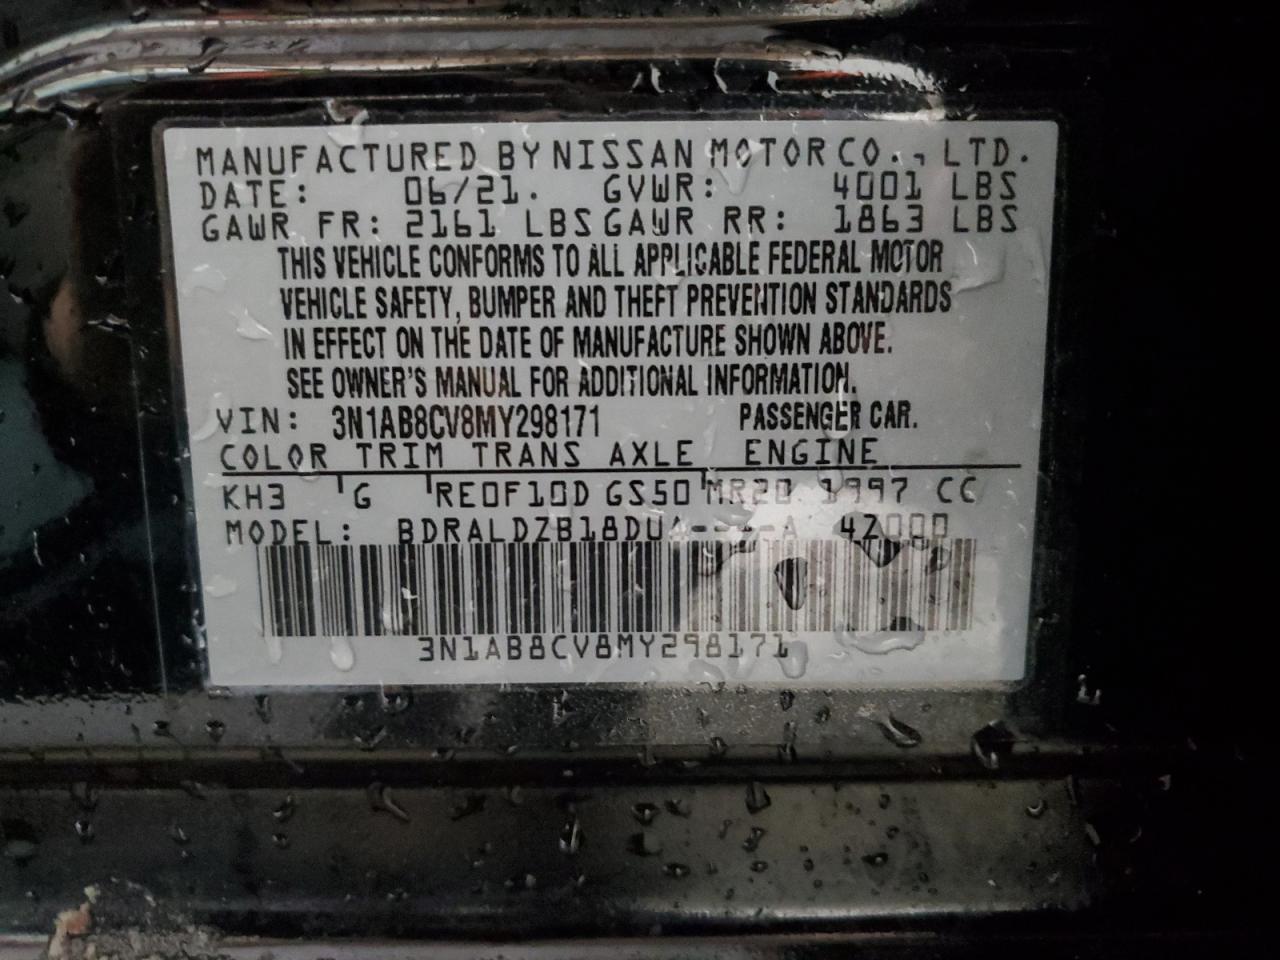 MANUFACTURED BY NISSAN MOTOR CO., LTD.
DATE: 06/21. GVWR: 4001 LBS
GAWR FR: 2161 LBS GAWR RR: 1863 LBS
THIS VEHICLE CONFORMS TO ALL APPLICABLE FEDERAL MOTOR
VEHICLE SAFETY, BUMPER AND THEFT PREVENTION STANDARDS
IN EFFECT ON THE DATE OF MANUFACTURE SHOWN ABOVE.
SEE OWNER'S MANUAL FOR ADDITIONAL INFORMATION.
VIN: 3N1AB8CV8MY298171 PASSENGER CAR.
COLOR TRIM TRANS AXLE ENGINE
KH3 G RE0F10D GS50 MR20 1997 CC
MODEL:
3N1AB8CV8MY298171